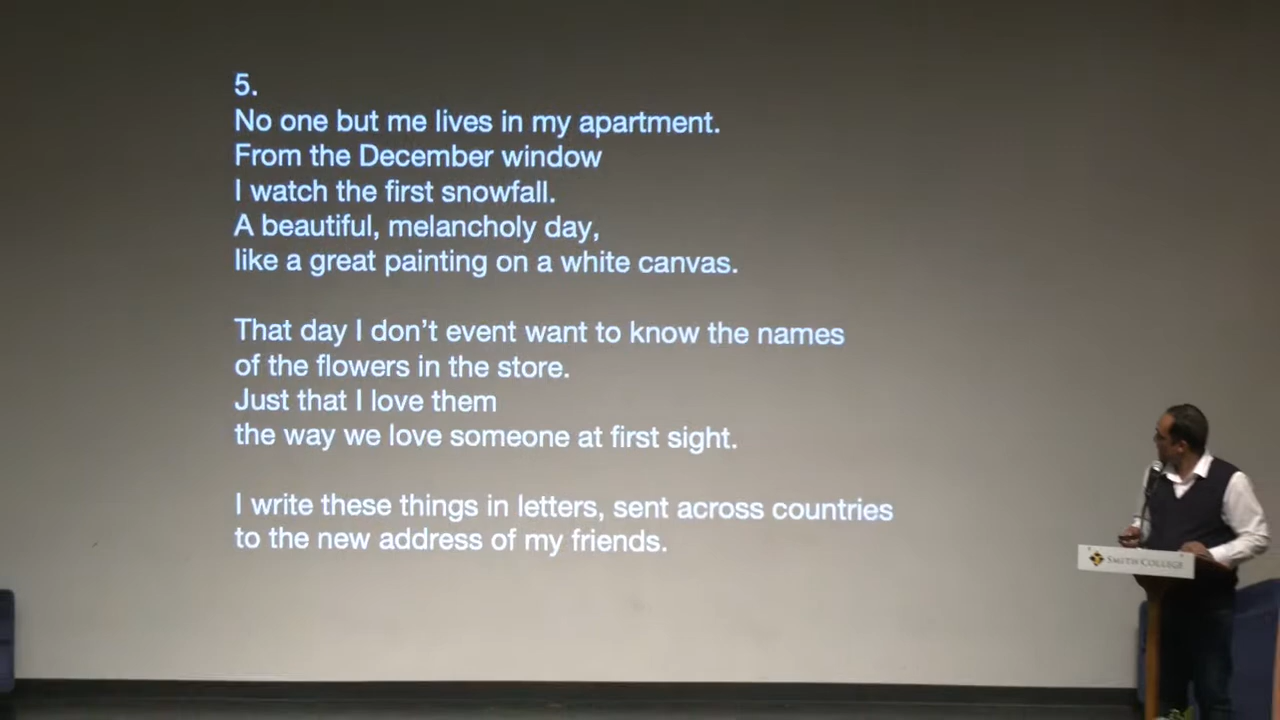 5.
No one but me lives in my apartment.
From the December window
I watch the first snowfall.
A beautiful, melancholy day,
like a great painting on a white canvas.
That day I don’t event want to know the names
of the flowers in the store.
Just that I love them
the way we love someone at first sight.
I write these things in letters, sent across countries
to the new address of my friends.
SMITH COLLEGE